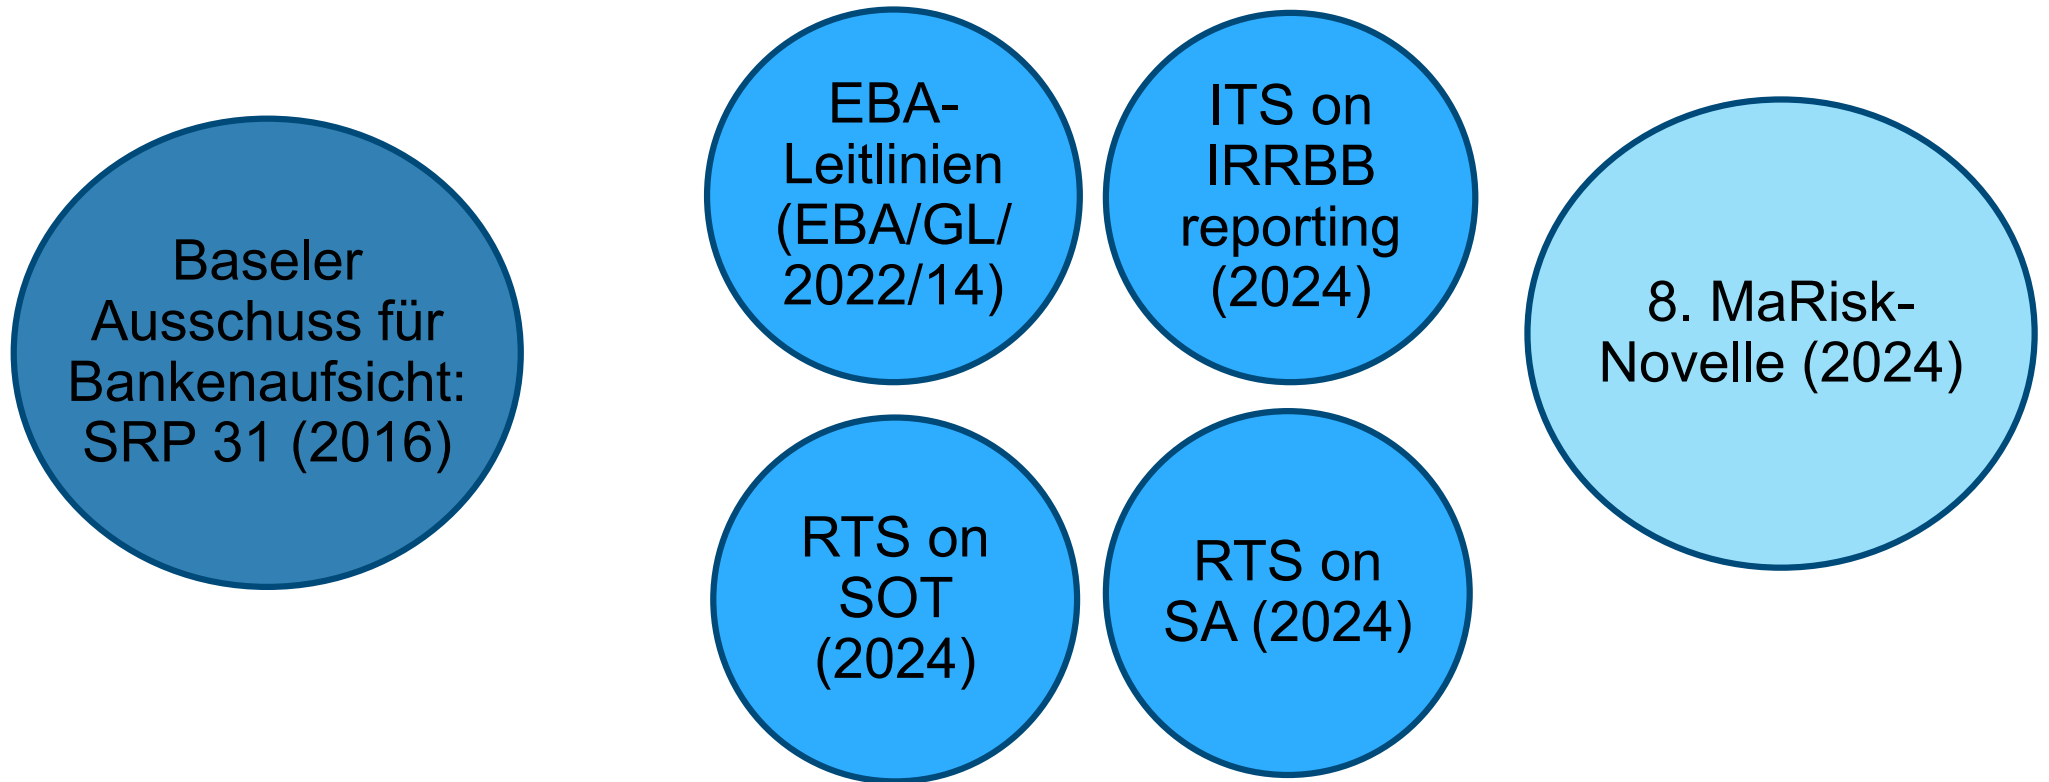 Baseler
Ausschuss für
Bankenaufsicht:
SRP 31 (2016)
EBA-
Leitlinien
(EBA/GL/
2022/14)
ITS on
IRRBB
reporting
(2024)
RTS on
SOT
(2024)
RTS on
SA (2024)
8. MaRisk-
Novelle (2024)